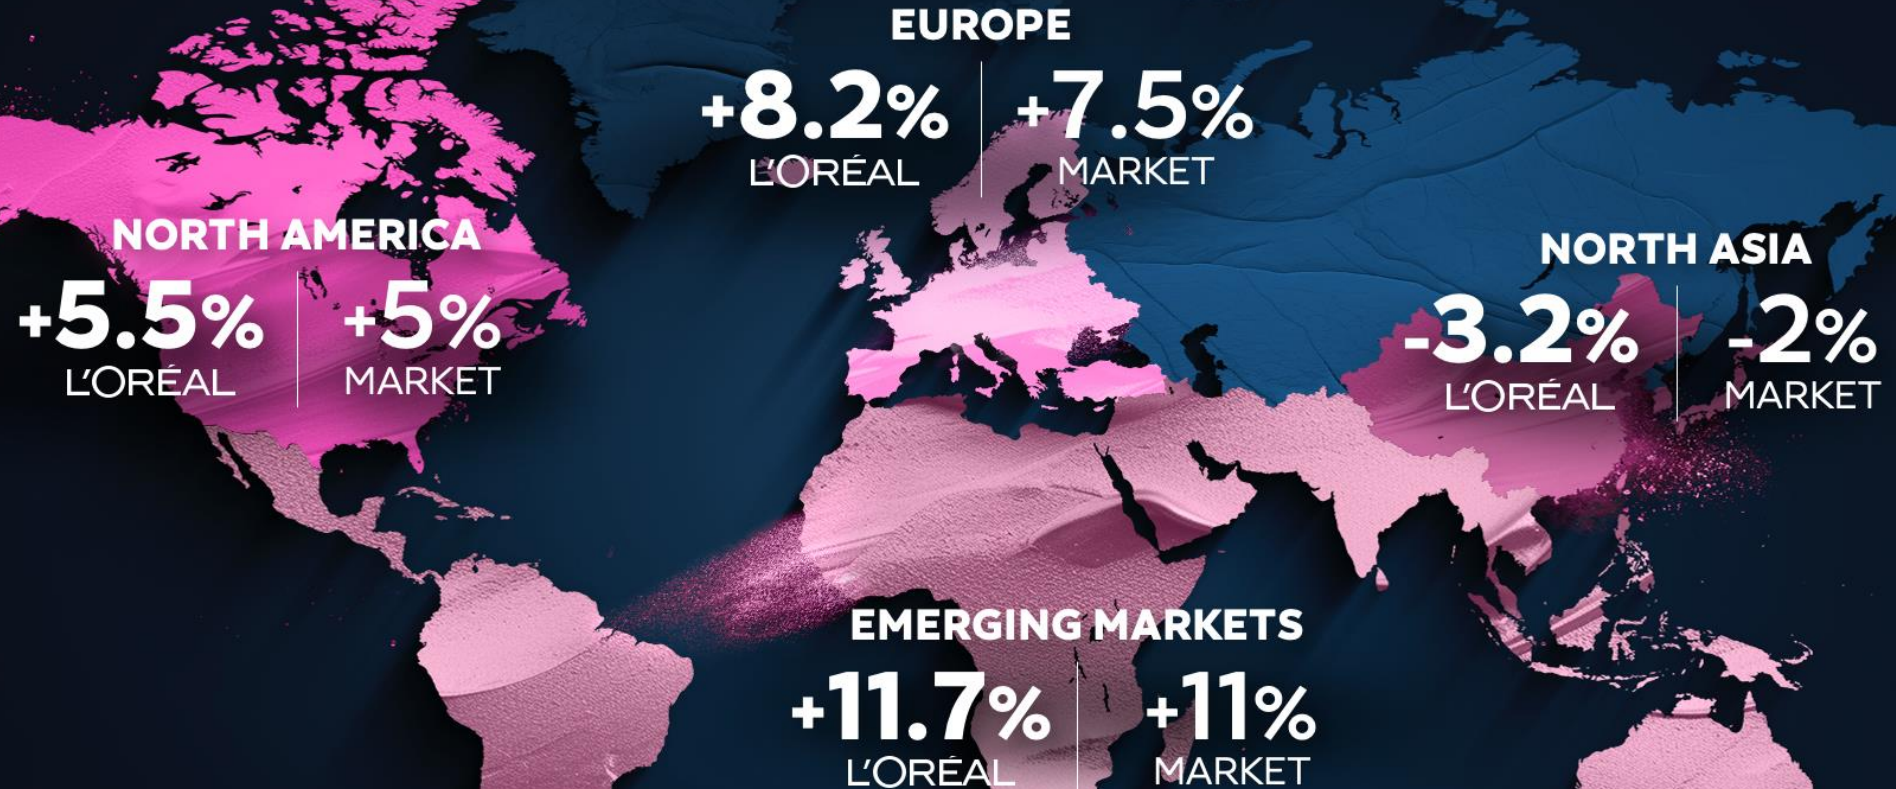 EUROPE
+8.2% +7.5%
L'ORÉAL MARKET
NORTH AMERICA
+5.5% +5%
L'ORÉAL MARKET
NORTH ASIA
-3.2% -2%
L'ORÉAL MARKET
EMERGING MARKETS
+11.7% +11%
L'ORÉAL MARKET